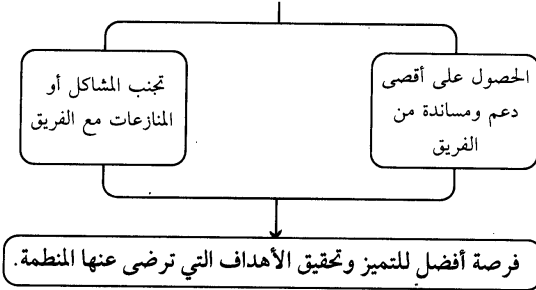 الحصول على أقصى
دعم ومساندة من
الفريق
تجنب المشاكل أو
المنازعات مع الفريق
فرصة أفضل للتميز وتحقيق الأهداف التي ترضى عنها المنظمة.